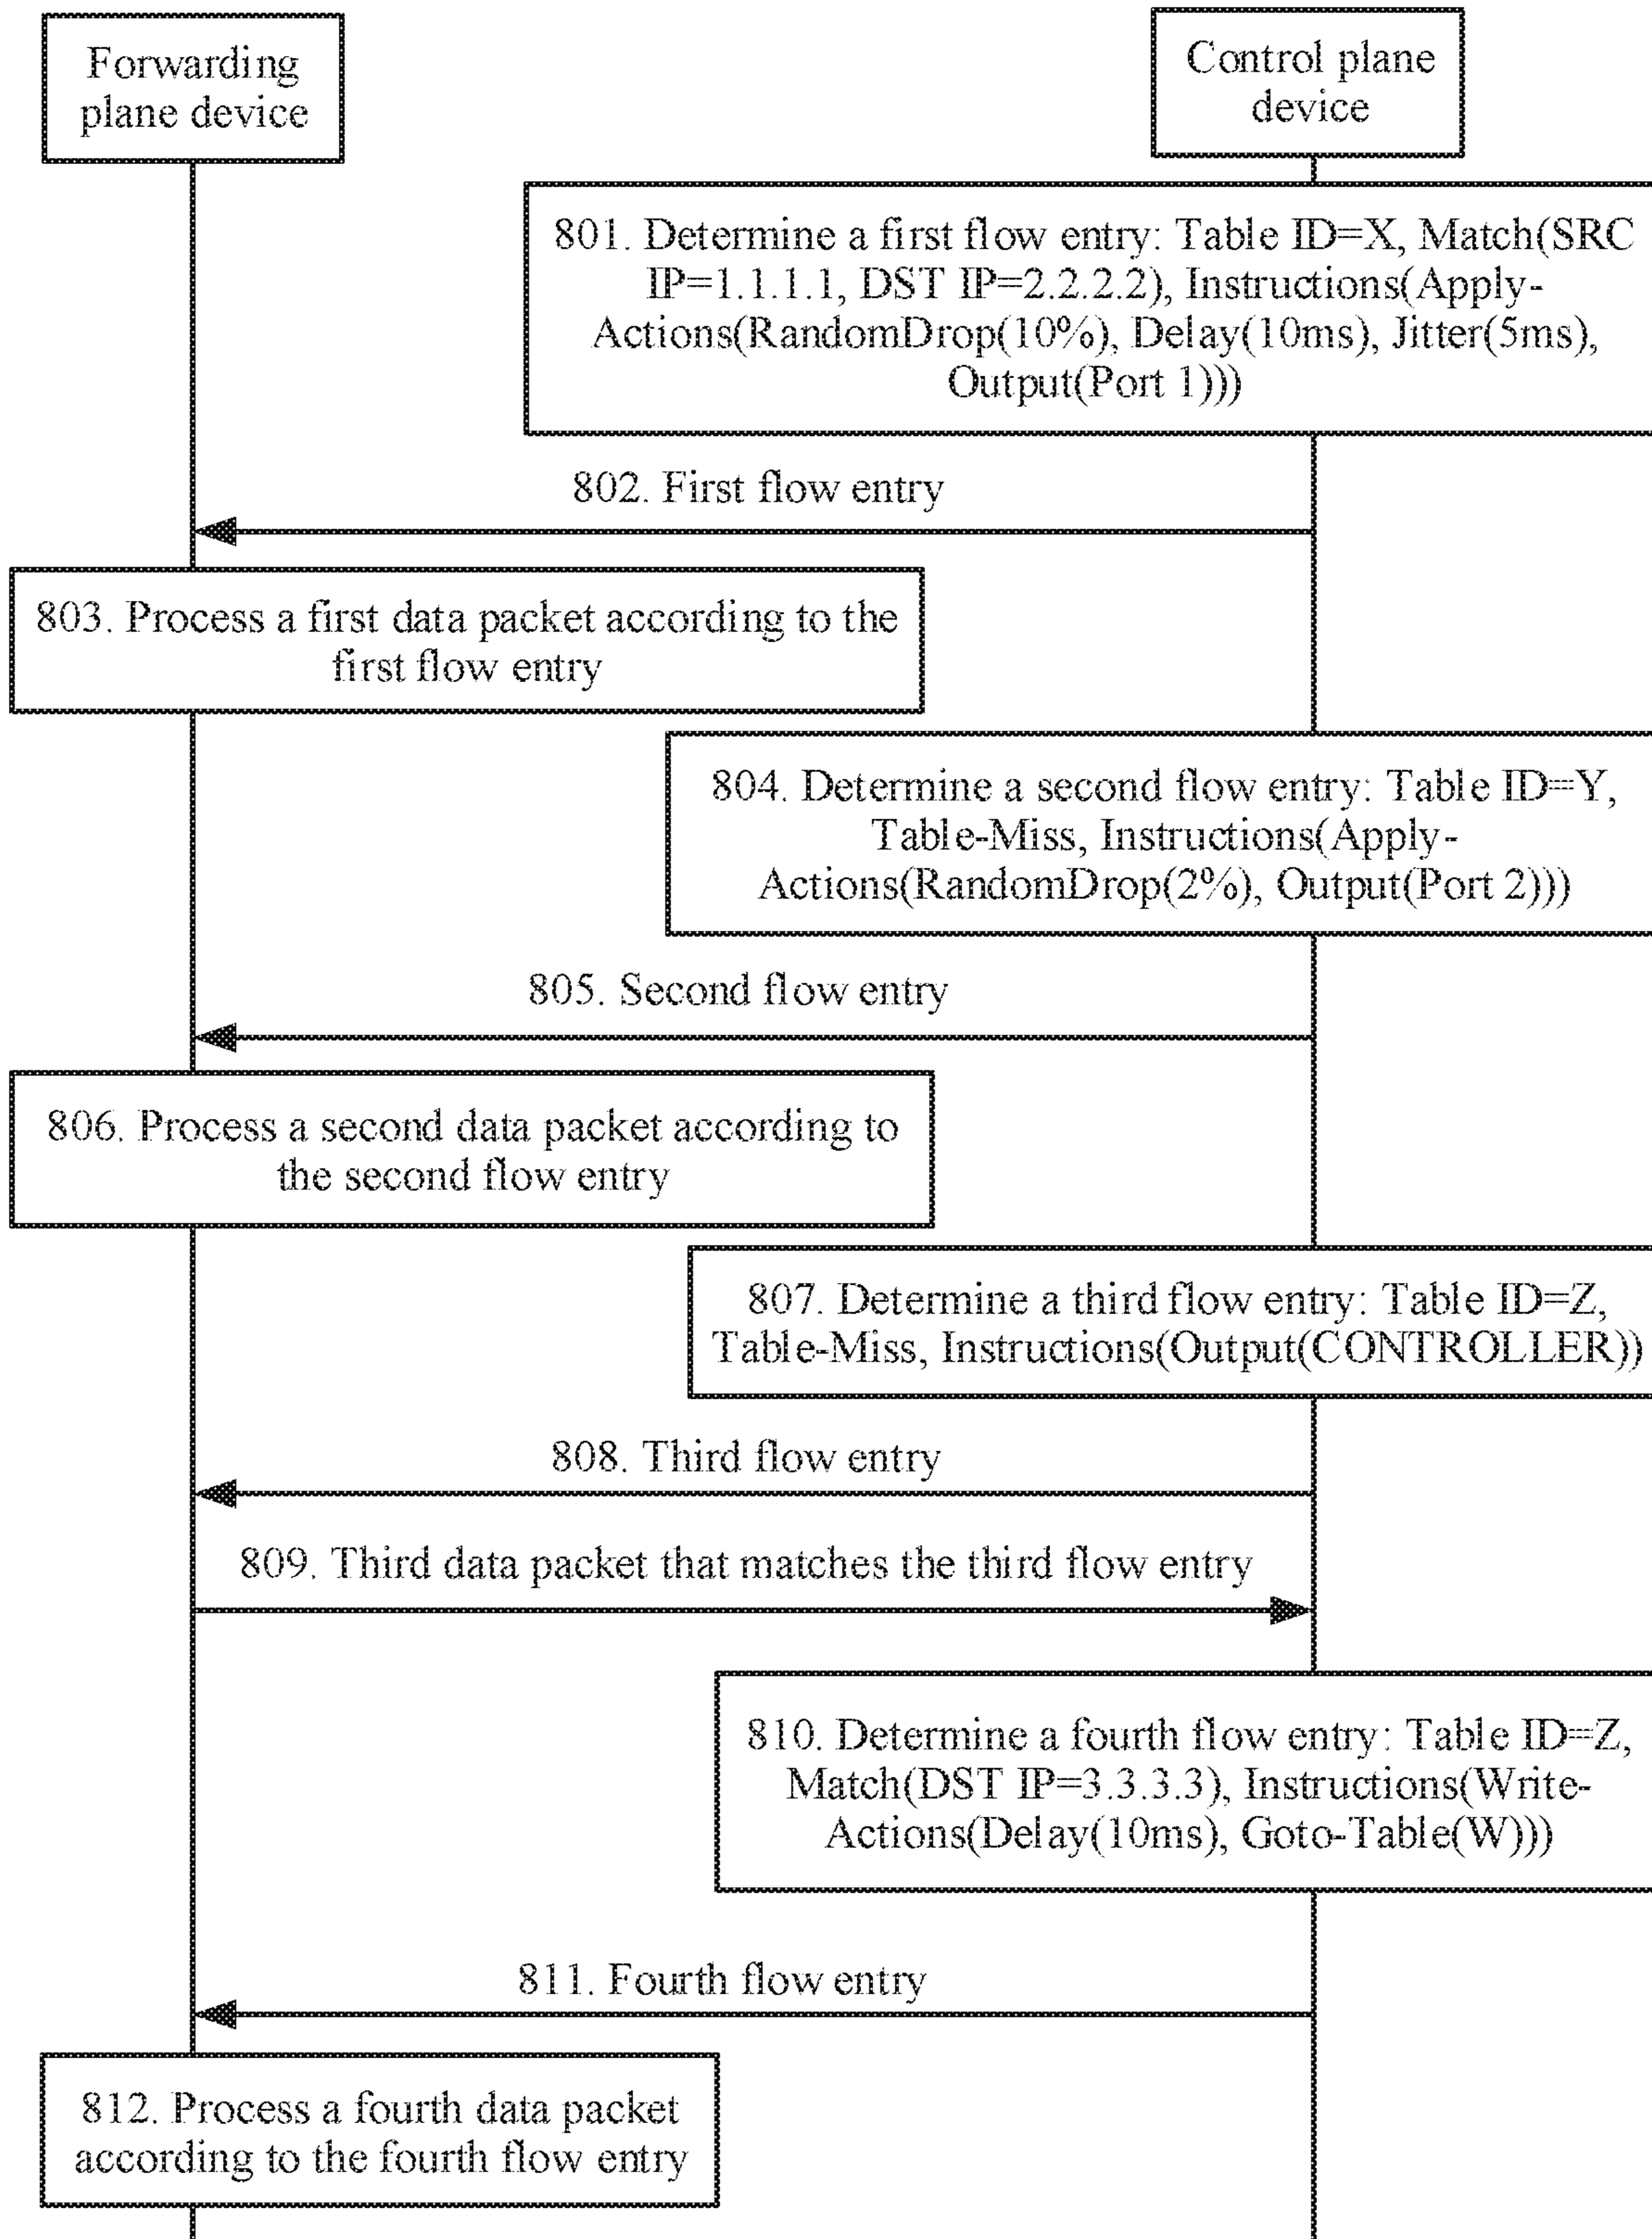 Forwarding
plane device
Control plane
device
801. Determine a first flow entry: Table ID=X, Match(SRC
IP=1.1.1.1, DST IP=2.2.2.2), Instructions(Apply-
Actions(RandomDrop(10%), Delay(10ms), Jitter(5ms),
Output(Port 1)))
802. First flow entry
803. Process a first data packet according to the
first flow entry
804. Determine a second flow entry: Table ID=Y,
Table-Miss, Instructions(Apply-
Actions(RandomDrop(2%), Output(Port 2)))
805. Second flow entry
806. Process a second data packet according to
the second flow entry
807. Determine a third flow entry: Table ID=Z,
Table-Miss, Instructions(Output(CONTROLLER))
808. Third flow entry
809. Third data packet that matches the third flow entry
810. Determine a fourth flow entry: Table ID=Z,
Match(DST IP=3.3.3.3), Instructions(Write-
Actions(Delay(10ms), Goto-Table(W)))
811. Fourth flow entry
812. Process a fourth data packet
according to the fourth flow entry